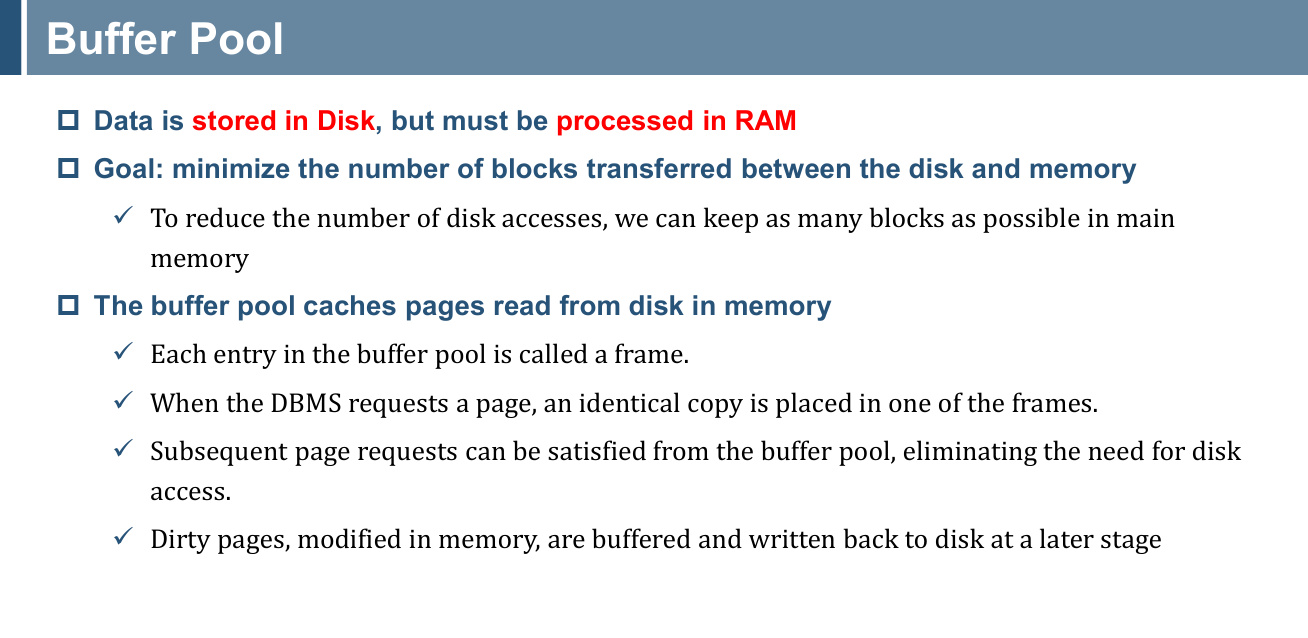 Buffer Pool
Data is stored in Disk, but must be processed in RAM
Goal: minimize the number of blocks transferred between the disk and memory
To reduce the number of disk accesses, we can keep as many blocks as possible in main
memory
The buffer pool caches pages read from disk in memory
Each entry in the buffer pool is called a frame.
When the DBMS requests a page, an identical copy is placed in one of the frames.
Subsequent page requests can be satisfied from the buffer pool, eliminating the need for disk
access.
Dirty pages, modified in memory, are buffered and written back to disk at a later stage